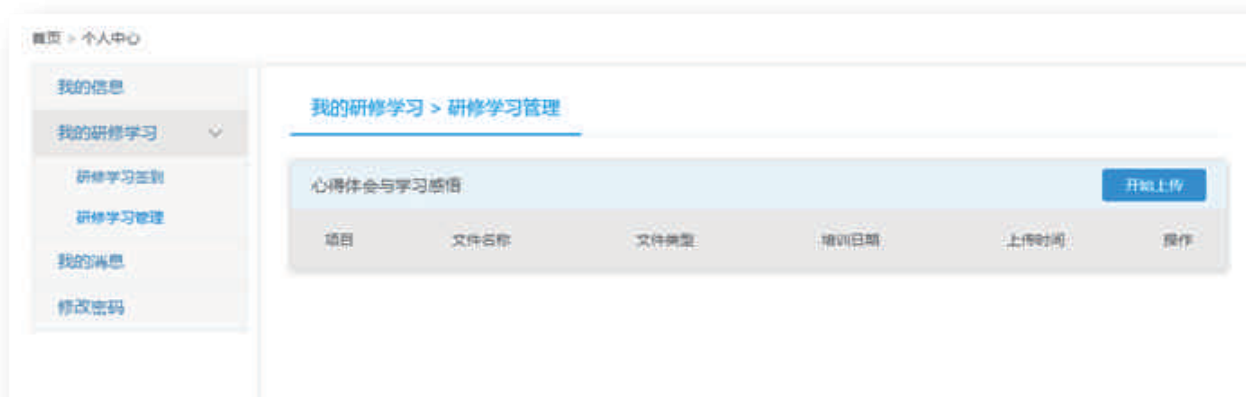 首页 > 个人中心
我的信息
我的研修学习
研修学习签到
研修学习管理
我的消息
修改密码
我的研修学习 > 研修学习管理
心得体会与学习感悟 开始上传
项目 文件名称 文件类型 培训日期 上传时间 操作